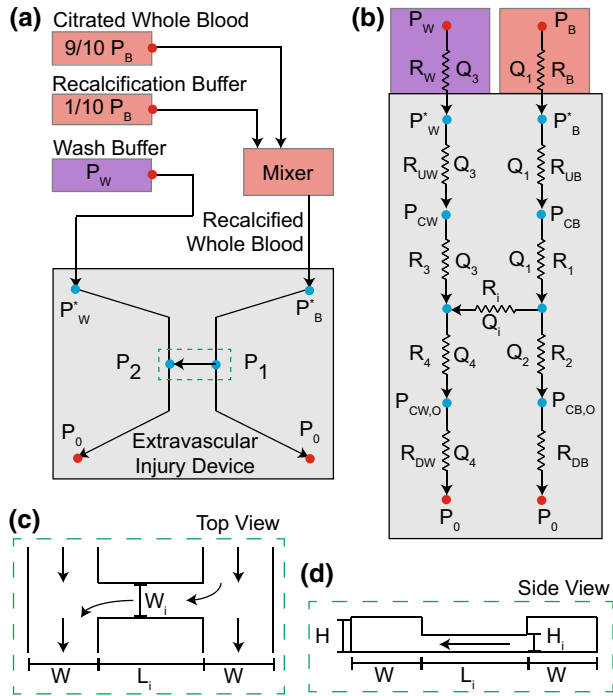 (a)
Citrated Whole Blood
9/10 P_B
Recalcification Buffer
1/10 P_B
Wash Buffer
P_W
Mixer
Recalcified
Whole Blood
P*_W
P*_B
P_2
P_1
P_0
P_0
Extravascular
Injury Device
(b)
P_W
P_B
R_W Q_3
Q_1 R_B
P*_W
P*_B
R_UW Q_3
Q_1 R_UB
P_CW
P_CB
R_3 Q_3
Q_1 R_1
R_i
Q_i
R_4 Q_4
Q_2 R_2
P_CW,O
P_CB,O
R_DW Q_4
R_DB
P_0
P_0
(c)
Top View
W_i
W L_i W
(d)
Side View
H
H_i
W L_i W